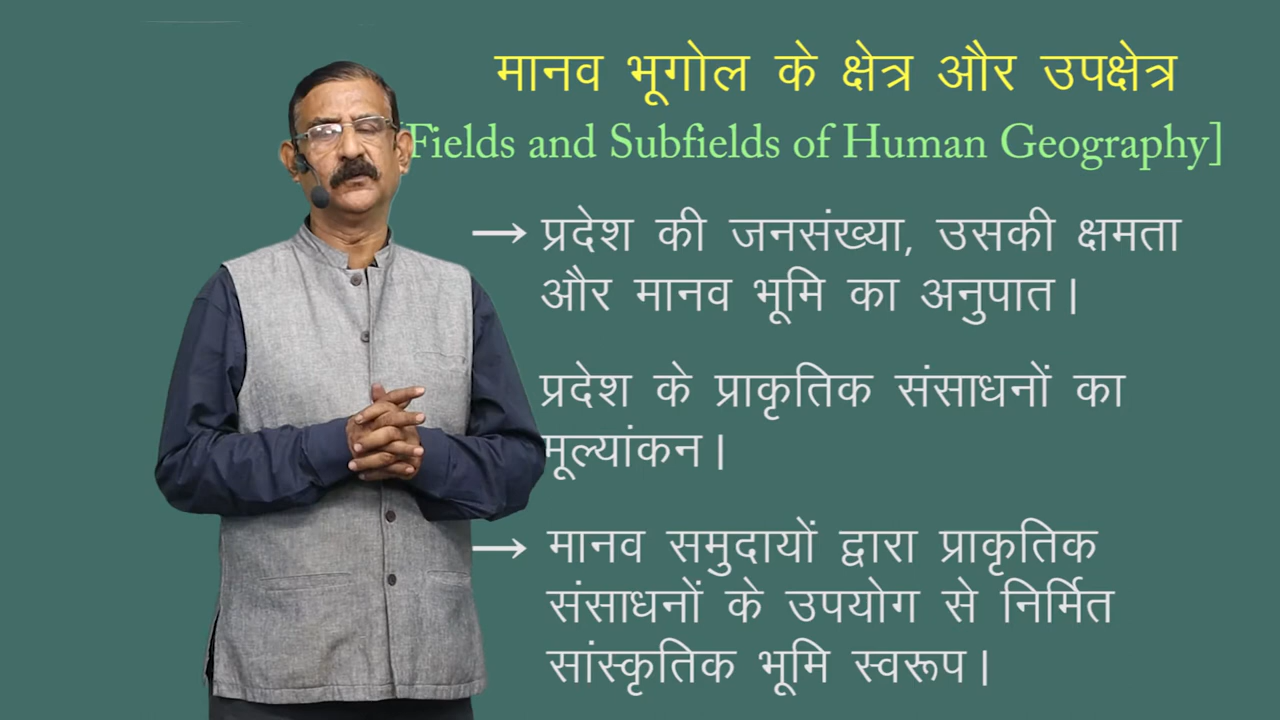 मानव भूगोल के क्षेत्र और उपक्षेत्र
Fields and Subfields of Human Geography]
→ प्रदेश की जनसंख्या, उसकी क्षमता
और मानव भूमि का अनुपात।
प्रदेश के प्राकृतिक संसाधनों का
मूल्यांकन।
→ मानव समुदायों द्वारा प्राकृतिक
संसाधनों के उपयोग से निर्मित
सांस्कृतिक भूमि स्वरूप।